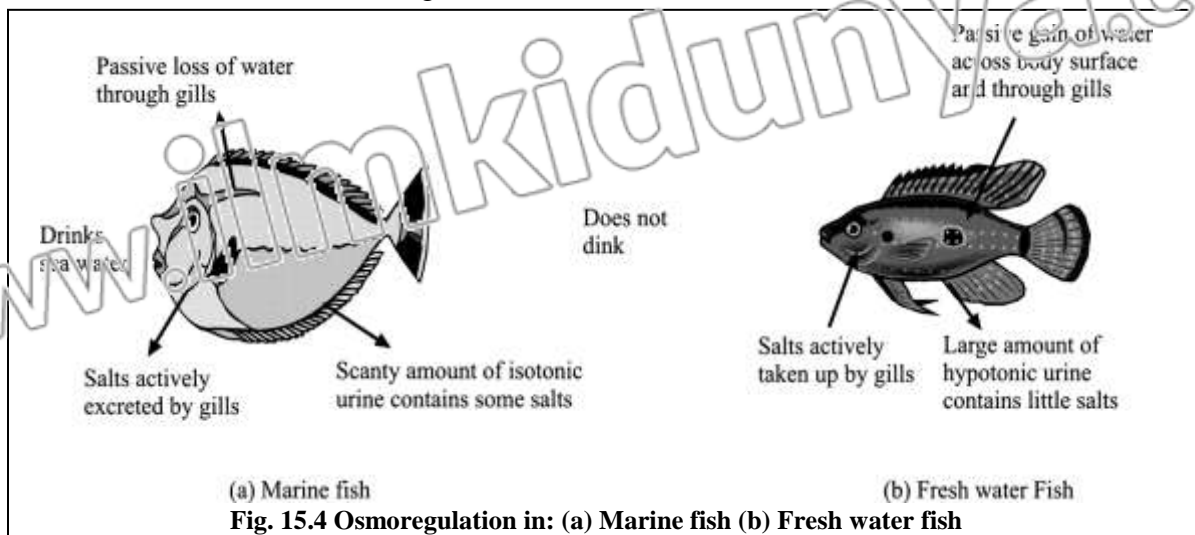 Passive loss of water
through gills
Drinks
sea water
Salts actively
excreted by gills
Scanty amount of isotonic
urine contains some salts
(a) Marine fish
Does not
dink
Passive gain of water
across body surface
and through gills
Salts actively
taken up by gills
Large amount of
hypotonic urine
contains little salts
(b) Fresh water Fish
Fig. 15.4 Osmoregulation in: (a) Marine fish (b) Fresh water fish
www.ilmkidunya.c